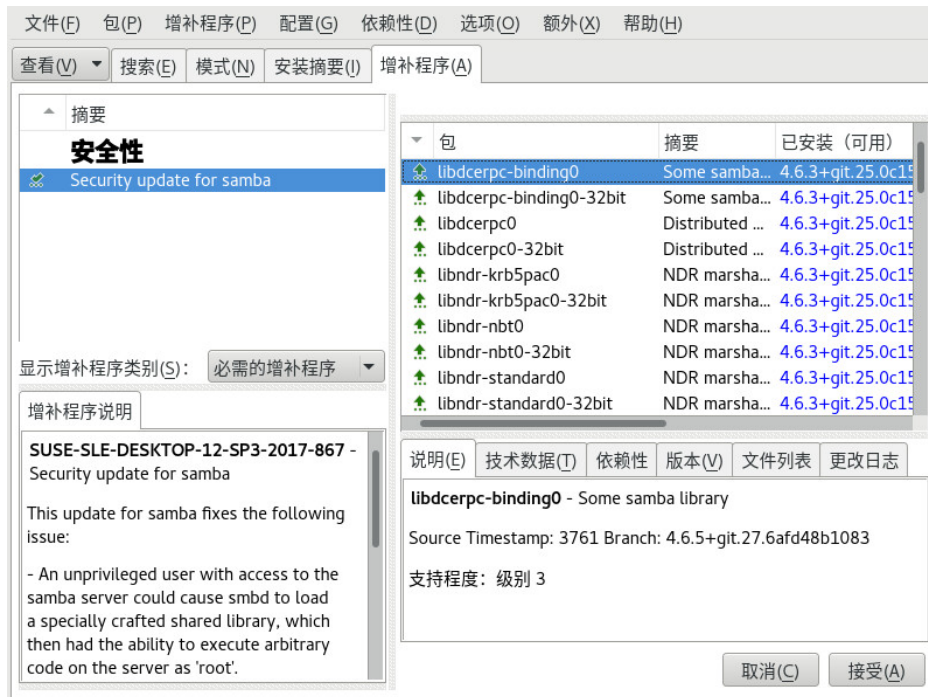 文件(F) 包(P) 增补程序(P) 配置(G) 依赖性(D) 选项(O) 额外(X) 帮助(H)
查看(V) 搜索(E) 模式(N) 安装摘要(I) 增补程序(A)
摘要
安全性
Security update for samba
显示增补程序类别(S): 必需的增补程序
增补程序说明
SUSE-SLE-DESKTOP-12-SP3-2017-867 -
Security update for samba
This update for samba fixes the following
issue:
- An unprivileged user with access to the
samba server could cause smbd to load
a specially crafted shared library, which
then had the ability to execute arbitrary
code on the server as 'root'.
包 摘要 已安装（可用）
libdcerpc-binding0 Some samba... 4.6.3+git.25.0c15
libdcerpc-binding0-32bit Some samba... 4.6.3+git.25.0c15
libdcerpc0 Distributed ... 4.6.3+git.25.0c15
libdcerpc0-32bit Distributed ... 4.6.3+git.25.0c15
libndr-krb5pac0 NDR marsha... 4.6.3+git.25.0c15
libndr-krb5pac0-32bit NDR marsha... 4.6.3+git.25.0c15
libndr-nbt0 NDR marsha... 4.6.3+git.25.0c15
libndr-nbt0-32bit NDR marsha... 4.6.3+git.25.0c15
libndr-standard0 NDR marsha... 4.6.3+git.25.0c15
libndr-standard0-32bit NDR marsha... 4.6.3+git.25.0c15
说明(E) 技术数据(T) 依赖性 版本(V) 文件列表 更改日志
libdcerpc-binding0 - Some samba library
Source Timestamp: 3761 Branch: 4.6.5+git.27.6afd48b1083
支持程度：级别 3
取消(C) 接受(A)